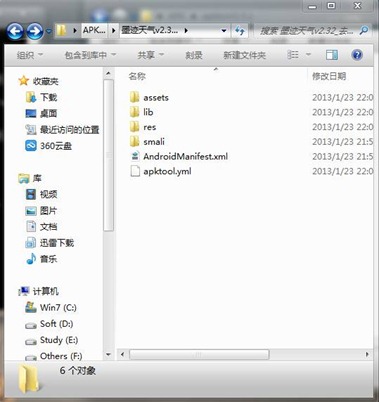 APK...
墨迹天气v2.3...
搜索 墨迹天气v2.32_去...
组织
包含到库中
共享
刻录
新建文件夹
收藏夹
下载
桌面
最近访问的位置
360云盘
库
视频
图片
文档
迅雷下载
音乐
计算机
Win7 (C:)
Soft (D:)
Study (E:)
Others (F:)
名称
修改日期
assets
2013/1/23 22:0
lib
2013/1/23 22:0
res
2013/1/23 22:0
smali
2013/1/23 21:5
AndroidManifest.xml
2013/1/23 22:0
apktool.yml
2013/1/23 21:5
6 个对象